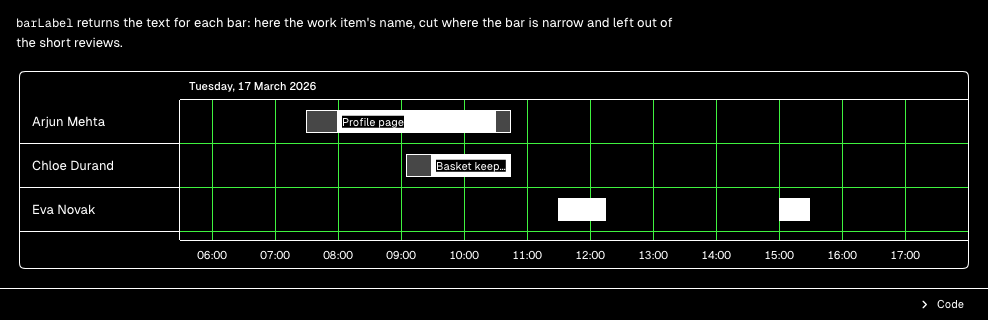 barLabel returns the text for each bar: here the work item's name, cut where the bar is narrow and left out of
the short reviews.
Tuesday, 17 March 2026
Arjun Mehta
Profile page
Chloe Durand
Basket keep…
Eva Novak
06:00 07:00 08:00 09:00 10:00 11:00 12:00 13:00 14:00 15:00 16:00 17:00
Code